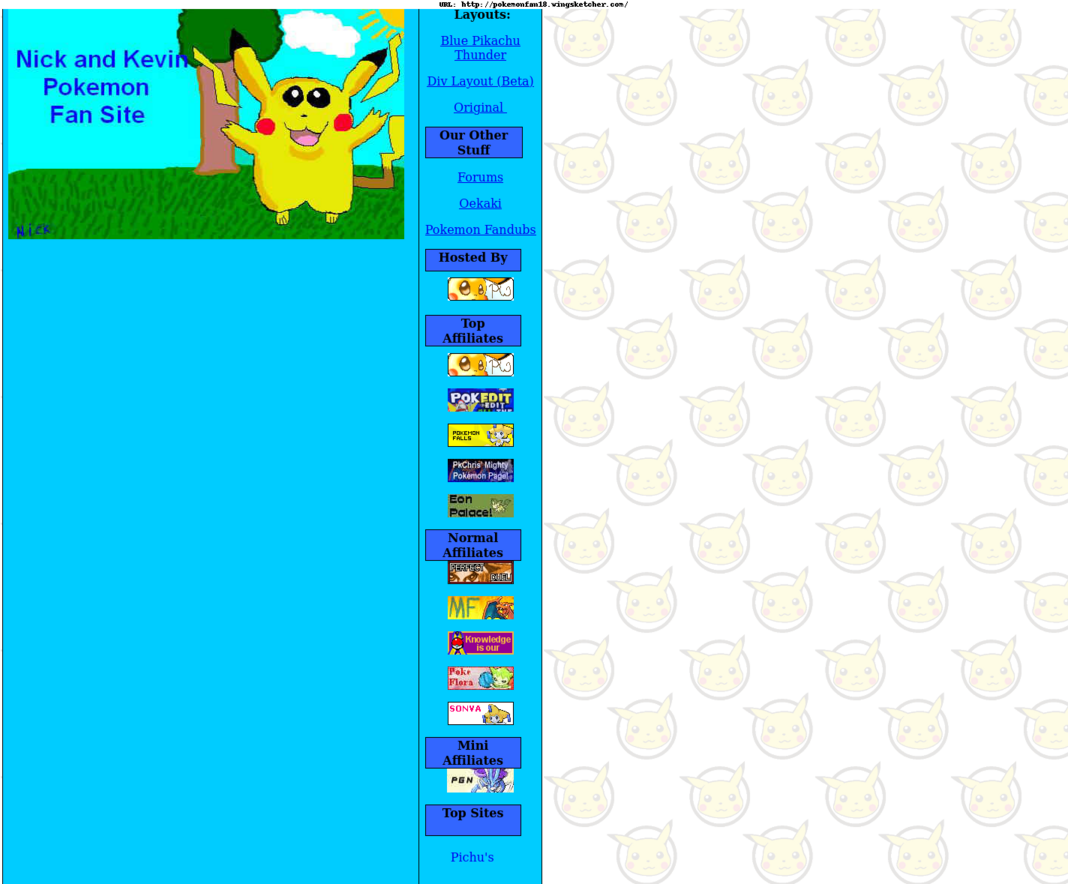 URL: http://pokemonfan18.wingsketcher.com/
Nick and Kevin
Pokemon
Fan Site
Nick
Layouts:
Blue Pikachu
Thunder
Div Layout (Beta)
Original
Our Other
Stuff
Forums
Oekaki
Pokemon Fandubs
Hosted By
PW
Top
Affiliates
PW
POKEDIT
EDIT
POKEMON
FALLS
PkChris' Mighty
Pokemon Page!
Eon
Palace!
Normal
Affiliates
PERFECT
DUEL
MF
Knowledge
is our
Poke
Flora
SONYA
Mini
Affiliates
PGN
Top Sites
Pichu's